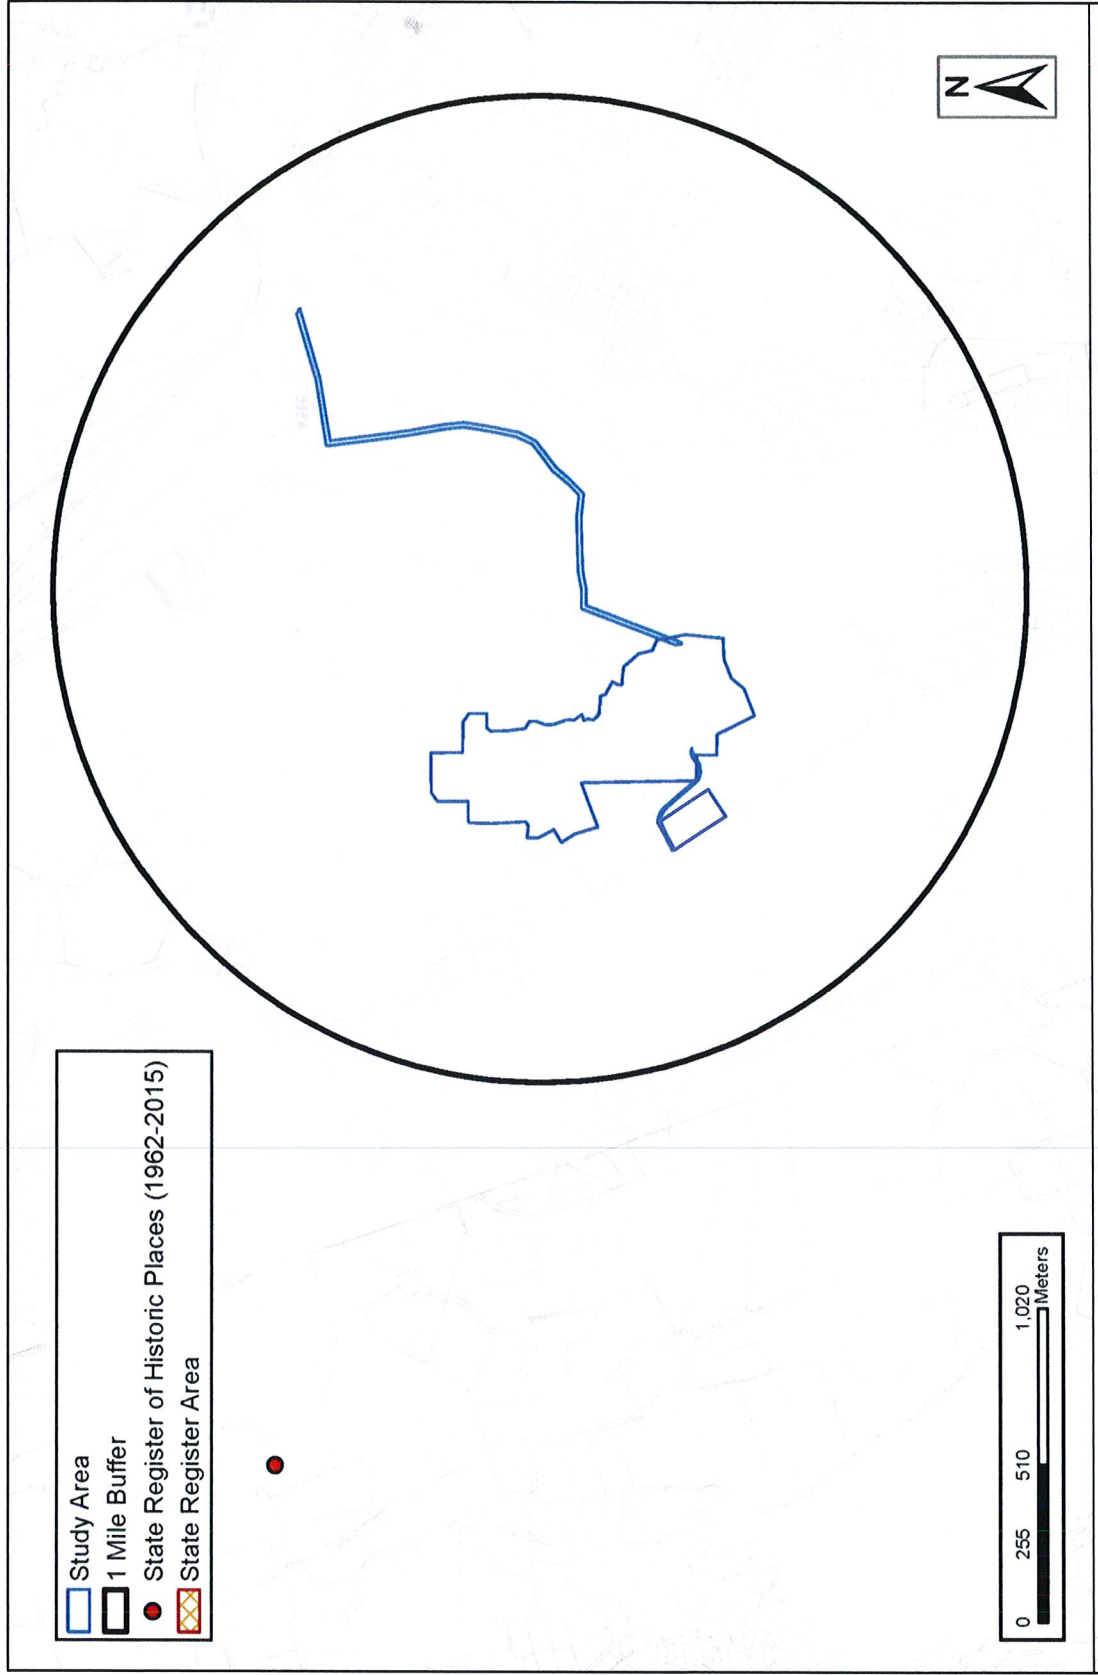 Study Area
1 Mile Buffer
State Register of Historic Places (1962-2015)
State Register Area
N
0 255 510 1,020
Meters